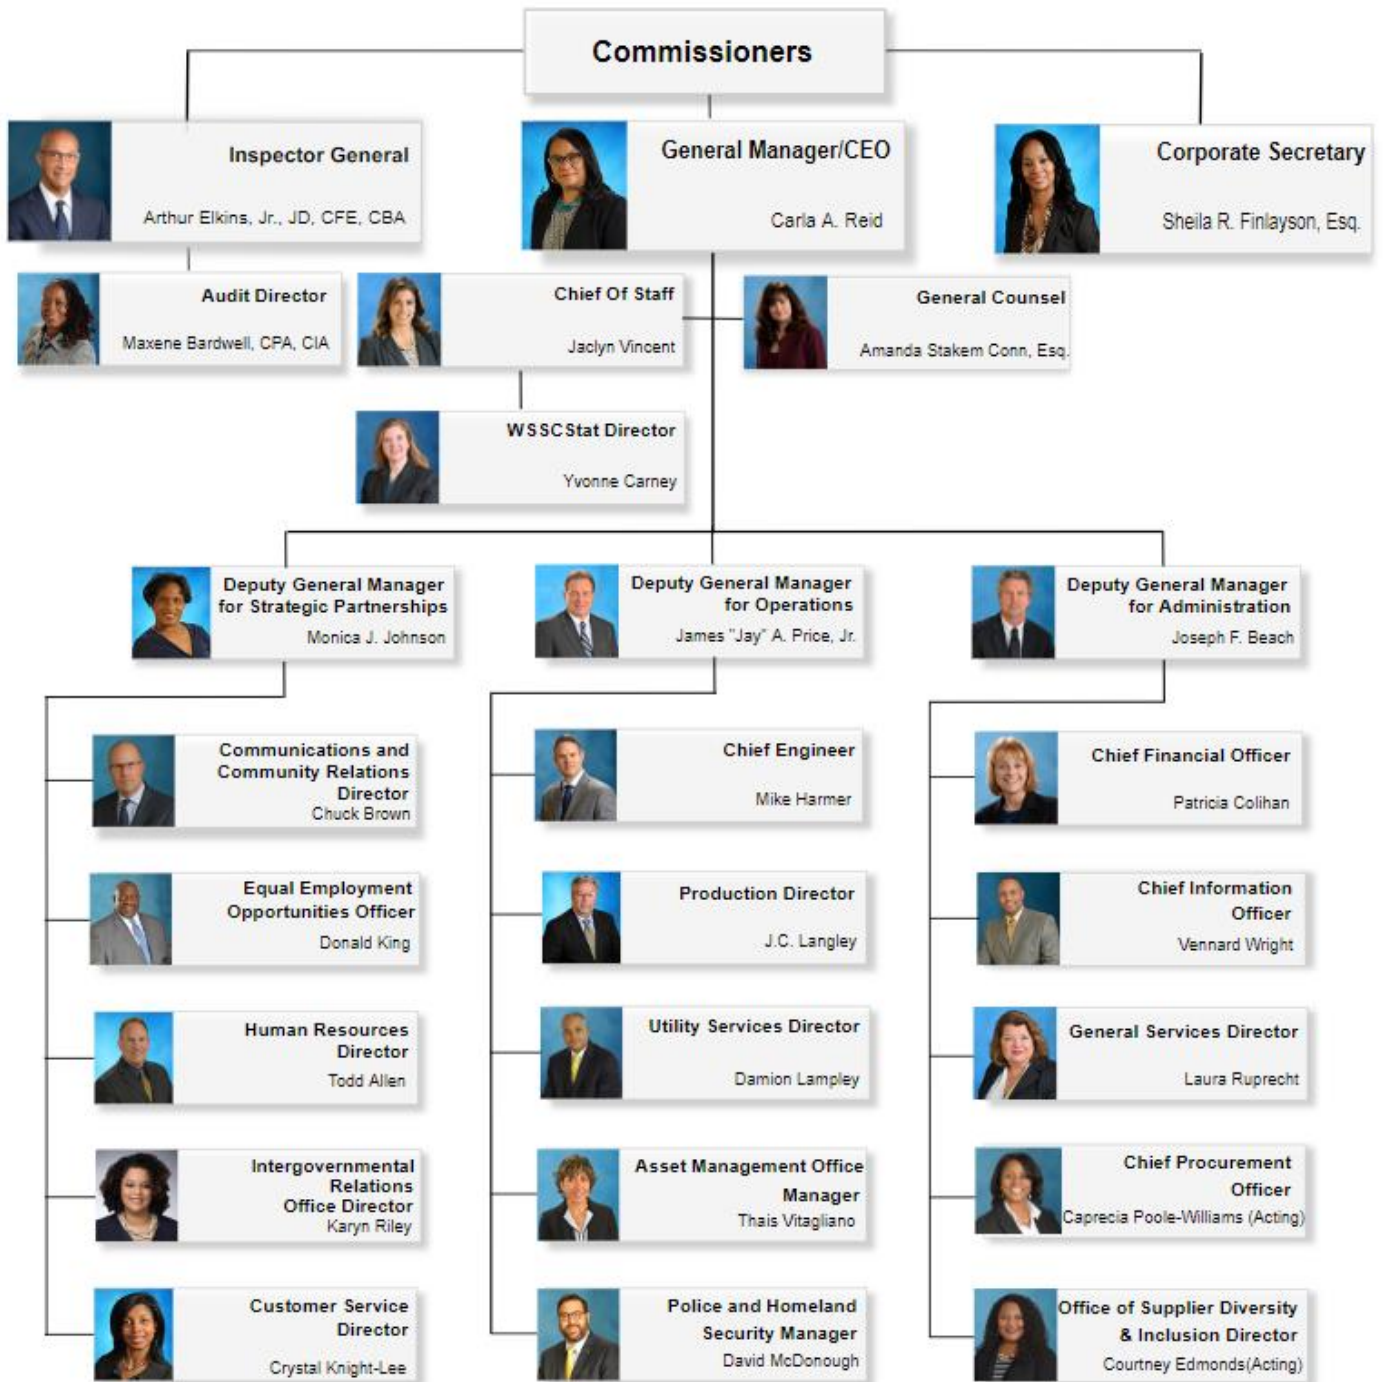 Commissioners
Inspector General
Arthur Elkins, Jr., JD, CFE, CBA
General Manager/CEO
Carla A. Reid
Corporate Secretary
Sheila R. Finlayson, Esq.
Audit Director
Maxene Bardwell, CPA, CIA
Chief Of Staff
Jaclyn Vincent
General Counsel
Amanda Stakem Conn, Esq.
WSSCStat Director
Yvonne Carney
Deputy General Manager
for Strategic Partnerships
Monica J. Johnson
Deputy General Manager
for Operations
James "Jay" A. Price, Jr.
Deputy General Manager
for Administration
Joseph F. Beach
Communications and
Community Relations
Director
Chuck Brown
Chief Engineer
Mike Harmer
Chief Financial Officer
Patricia Colihan
Equal Employment
Opportunities Officer
Donald King
Production Director
J.C. Langley
Chief Information
Officer
Vennard Wright
Human Resources
Director
Todd Allen
Utility Services Director
Damion Lampley
General Services Director
Laura Ruprecht
Intergovernmental
Relations
Office Director
Karyn Riley
Asset Management Office
Manager
Thais Vitagliano
Chief Procurement
Officer
Caprecia Poole-Williams (Acting)
Customer Service
Director
Crystal Knight-Lee
Police and Homeland
Security Manager
David McDonough
Office of Supplier Diversity
& Inclusion Director
Courtney Edmonds(Acting)